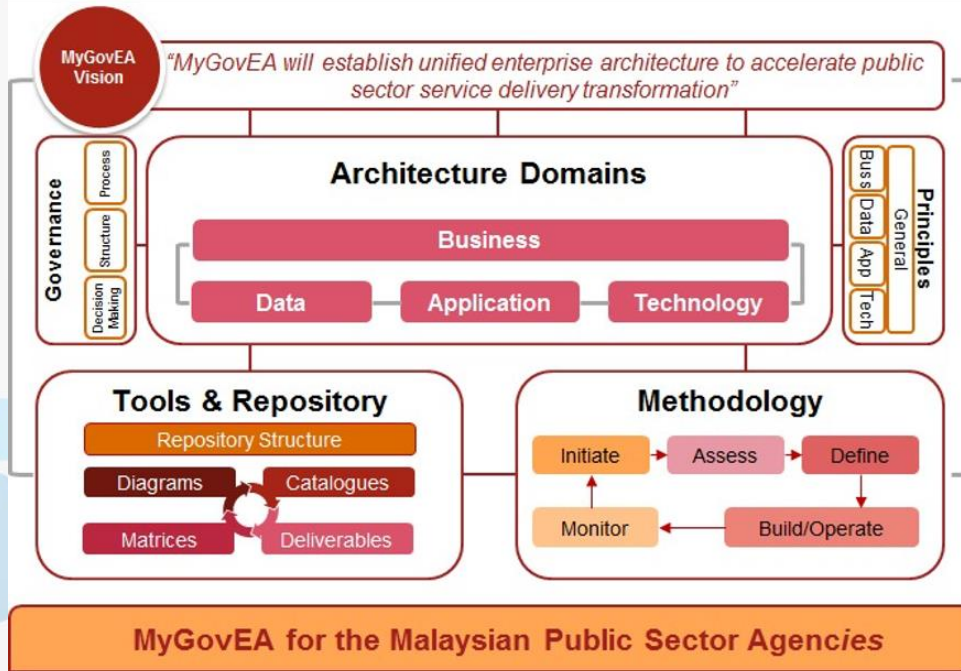 MyGovEA
Vision
“MyGovEA will establish unified enterprise architecture to accelerate public
sector service delivery transformation”
Governance
Process
Structure
Decision
Making
Architecture Domains
Business
Data
Application
Technology
Buss
Data
App
Tech
General
Principles
Tools & Repository
Repository Structure
Diagrams
Catalogues
Matrices
Deliverables
Methodology
Initiate
Assess
Define
Monitor
Build/Operate
MyGovEA for the Malaysian Public Sector Agencies